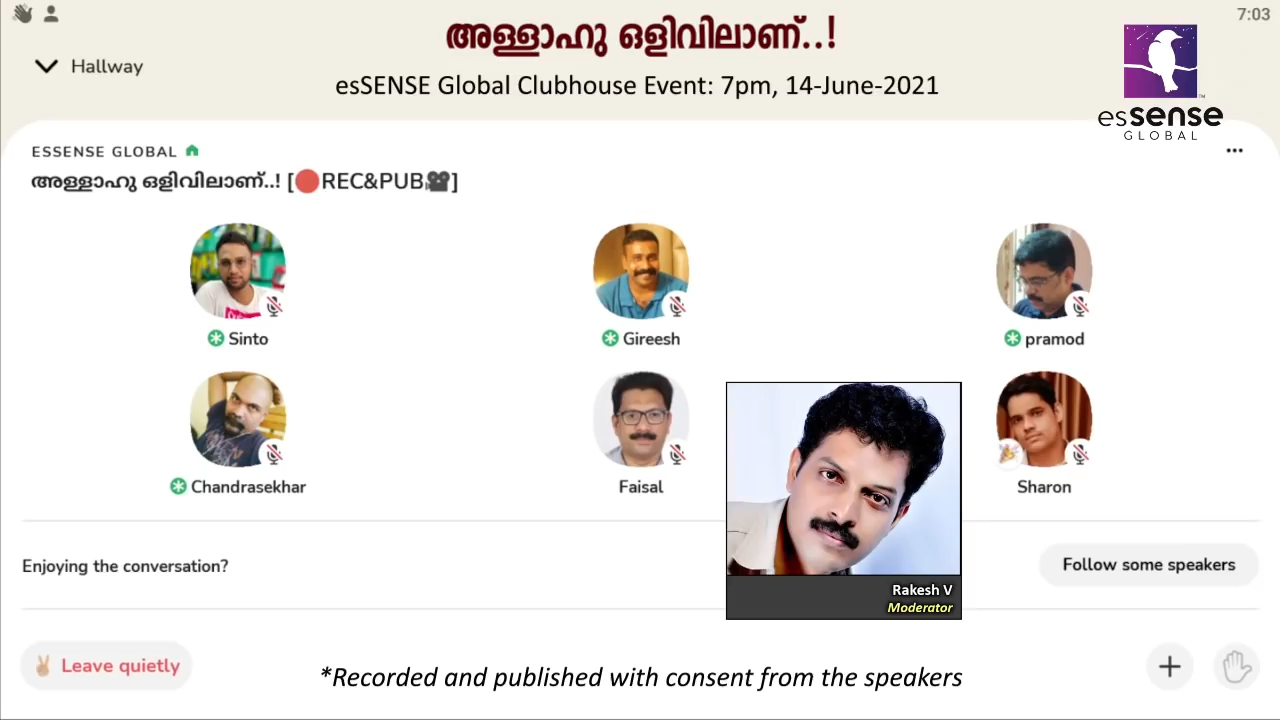 7:03
അള്ളാഹു ഒളിവിലാണ്..!
Hallway
esSENSE Global Clubhouse Event: 7pm, 14-June-2021
essense
GLOBAL
ESSENSE GLOBAL
അള്ളാഹു ഒളിവിലാണ്..! [🔴REC&PUB🎥]
Sinto
Gireesh
pramod
Chandrasekhar
Faisal
Sharon
Rakesh V
Moderator
Enjoying the conversation?
Follow some speakers
✌🏼 Leave quietly
*Recorded and published with consent from the speakers